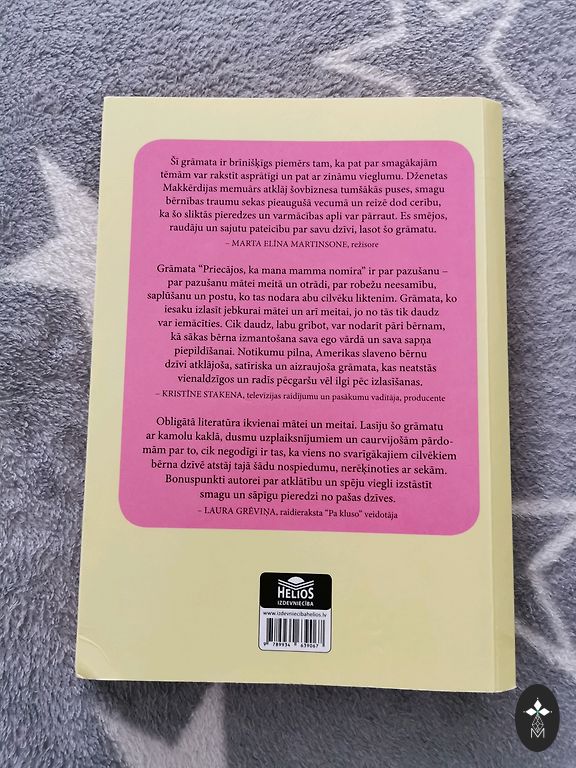 Šī grāmata ir brīnišķīgs piemērs tam, ka pat par smagākajām
tēmām var rakstīt asprātīgi un pat ar zināmu vieglumu. Dženetas
Makkērdijas memuārs atklāj šovbiznesa tumšākās puses, smagu
bērnības traumu sekas pieaugušā vecumā un reizē dod cerību,
ka šo sliktās pieredzes un varmācības apli var pārraut. Es smējos,
raudāju un sajutu pateicību par savu dzīvi, lasot šo grāmatu.
– MARTA ELĪNA MARTINSONE, režisore
Grāmata “Priecājos, ka mana mamma nomira” ir par pazušanu –
par pazušanu mātei meitā un otrādi, par robežu neesamību,
saplūšanu un postu, ko tas nodara abu cilvēku liktenim. Grāmata, ko
iesaku izlasīt jebkurai mātei un arī meitai, jo no tās tik daudz
var iemācīties. Cik daudz, labu gribot, var nodarīt pāri bērnam,
kā sākas bērna izmantošana sava ego vārdā un sava sapņa
piepildīšanai. Notikumu pilna, Amerikas slaveno bērnu
dzīvi atklājoša, satīriska un aizraujoša grāmata, kas neatstās
vienaldzīgos un radīs pēcgaršu vēl ilgi pēc izlasīšanas.
– KRISTĪNE STAKENA, televīzijas raidījumu un pasākumu vadītāja, producente
Obligātā literatūra ikvienai mātei un meitai. Lasīju šo grāmatu
ar kamolu kaklā, dusmu uzplaiksnījumiem un caurvijošām pārdo-
mām par to, cik negodīgi ir tas, ka viens no svarīgākajiem cilvēkiem
bērna dzīvē atstāj tajā šādu nospiedumu, nerēķinoties ar sekām.
Bonuspunkti autorei par atklātību un spēju viegli izstāstīt
smagu un sāpīgu pieredzi no pašas dzīves.
– LAURA GRĒVIŅA, raidieraksta “Pa kluso” veidotāja
HELIOS
IZDEVNIECĪBA
www.izdevniecibahelios.lv
9 789934 639067
M